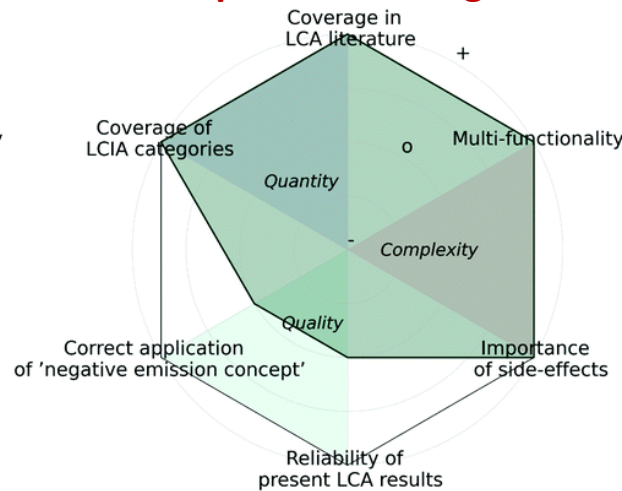 Coverage in
LCA literature
+
Coverage of
LCIA categories
o
Multi-functionality
Quantity
-
Complexity
Quality
Correct application
of ’negative emission concept’
Importance
of side-effects
Reliability of
present LCA results